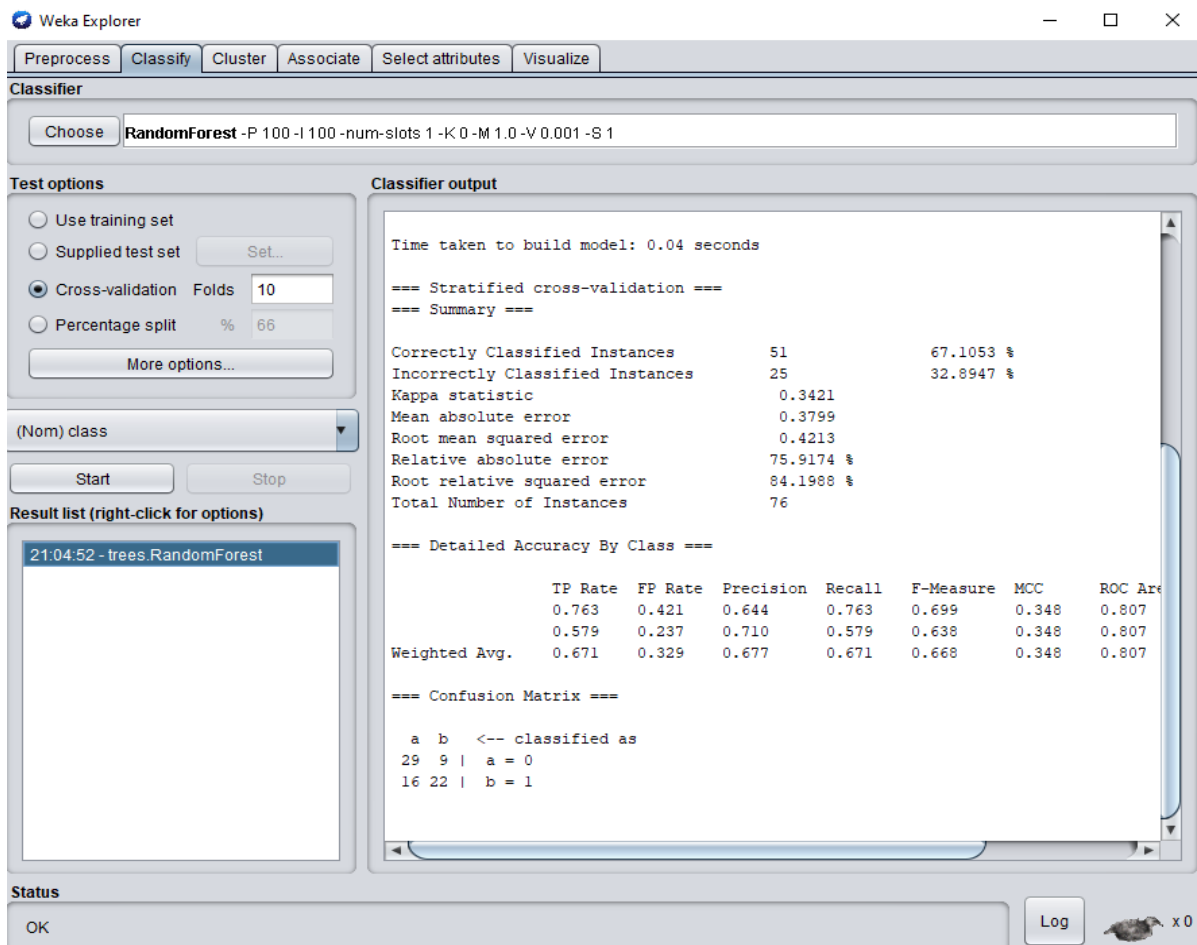 Weka Explorer
Preprocess Classify Cluster Associate Select attributes Visualize
Classifier
Choose RandomForest -P 100 -I 100 -num-slots 1 -K 0 -M 1.0 -V 0.001 -S 1
Test options
Use training set
Supplied test set Set...
Cross-validation Folds 10
Percentage split % 66
More options...
(Nom) class
Start Stop
Result list (right-click for options)
21:04:52 - trees.RandomForest
Classifier output
Time taken to build model: 0.04 seconds
=== Stratified cross-validation ===
=== Summary ===
Correctly Classified Instances 51 67.1053 %
Incorrectly Classified Instances 25 32.8947 %
Kappa statistic 0.3421
Mean absolute error 0.3799
Root mean squared error 0.4213
Relative absolute error 75.9174 %
Root relative squared error 84.1988 %
Total Number of Instances 76
=== Detailed Accuracy By Class ===
TP Rate FP Rate Precision Recall F-Measure MCC ROC Are
0.763 0.421 0.644 0.763 0.699 0.348 0.807
0.579 0.237 0.710 0.579 0.638 0.348 0.807
Weighted Avg. 0.671 0.329 0.677 0.671 0.668 0.348 0.807
=== Confusion Matrix ===
a b <-- classified as
29 9 | a = 0
16 22 | b = 1
Status
OK
Log x 0